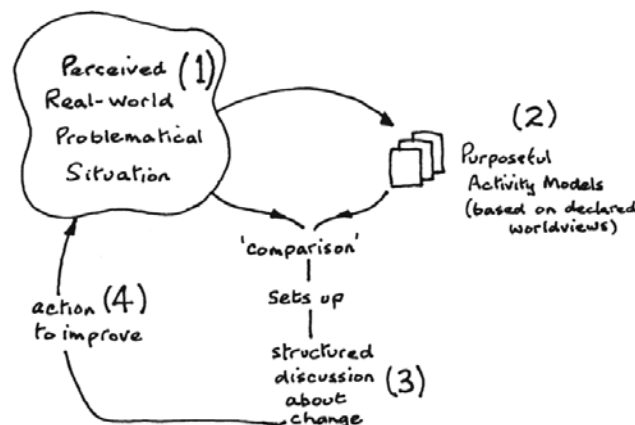 Perceived (1)
Real-world
Problematical
Situation
(2)
Purposeful
Activity Models
(based on declared
worldviews)
'comparison'
Sets up
structured
discussion (3)
about
change
action (4)
to improve